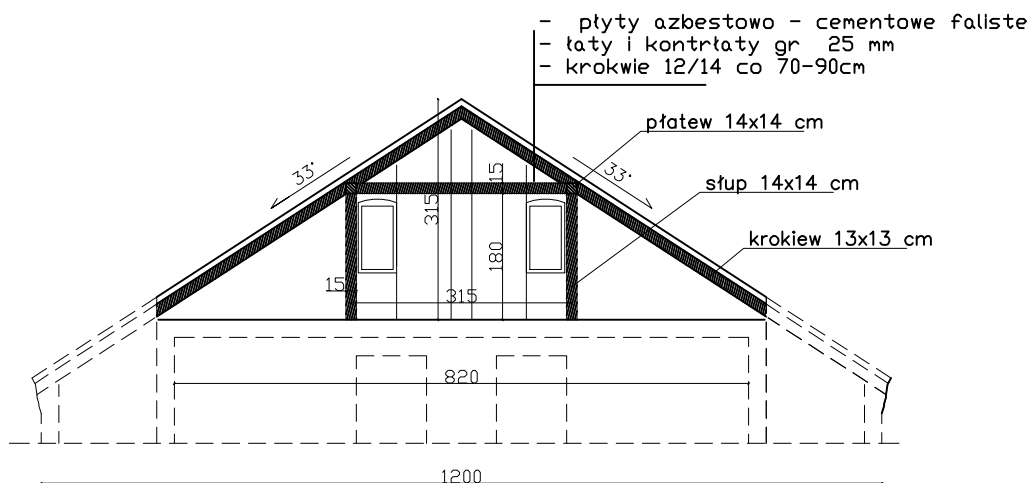 - płyty azbestowo - cementowe faliste
- łaty i kontrłaty gr 25 mm
- krokwie 12/14 co 70-90cm
płatew 14x14 cm
33°
33°
15
słup 14x14 cm
315
180
krokiew 13x13 cm
15
315
820
1200